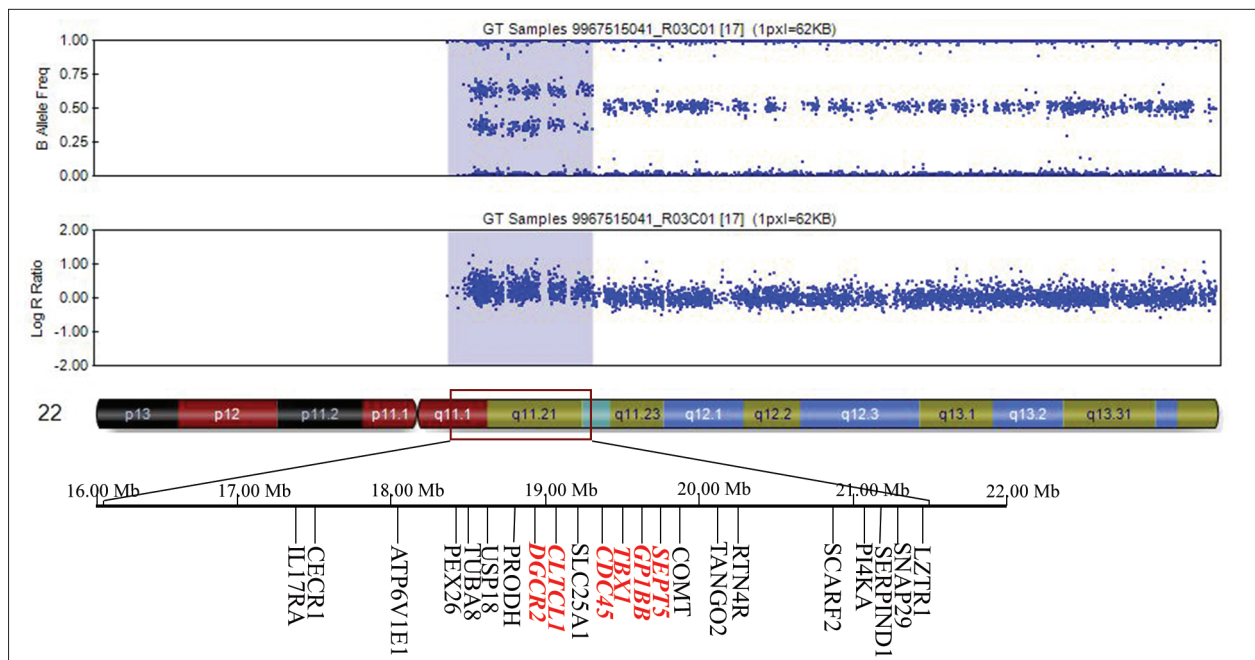 GT Samples 9967515041_R03C01 [17] (1pxl=62KB)
B Allele Freq
1.00
0.75
0.50
0.25
0.00
GT Samples 9967515041_R03C01 [17] (1pxl=62KB)
Log R Ratio
2.00
1.00
0.00
-1.00
-2.00
22
p13 p12 p11.2 p11.1 q11.1 q11.21 q11.23 q12.1 q12.2 q12.3 q13.1 q13.2 q13.31
16.00 Mb 17.00 Mb 18.00 Mb 19.00 Mb 20.00 Mb 21.00 Mb 22.00 Mb
IL17RA
CECR1
ATP6V1E1
PEX26
TUBA8
USP18
PRODH
DGCR2
CLTCL1
SLC25A1
CDC45
TBX1
GP1BB
SEPT5
COMT
TANGO2
RTN4R
SCARF2
PI4KA
SERPIND1
SNAP29
LZTR1